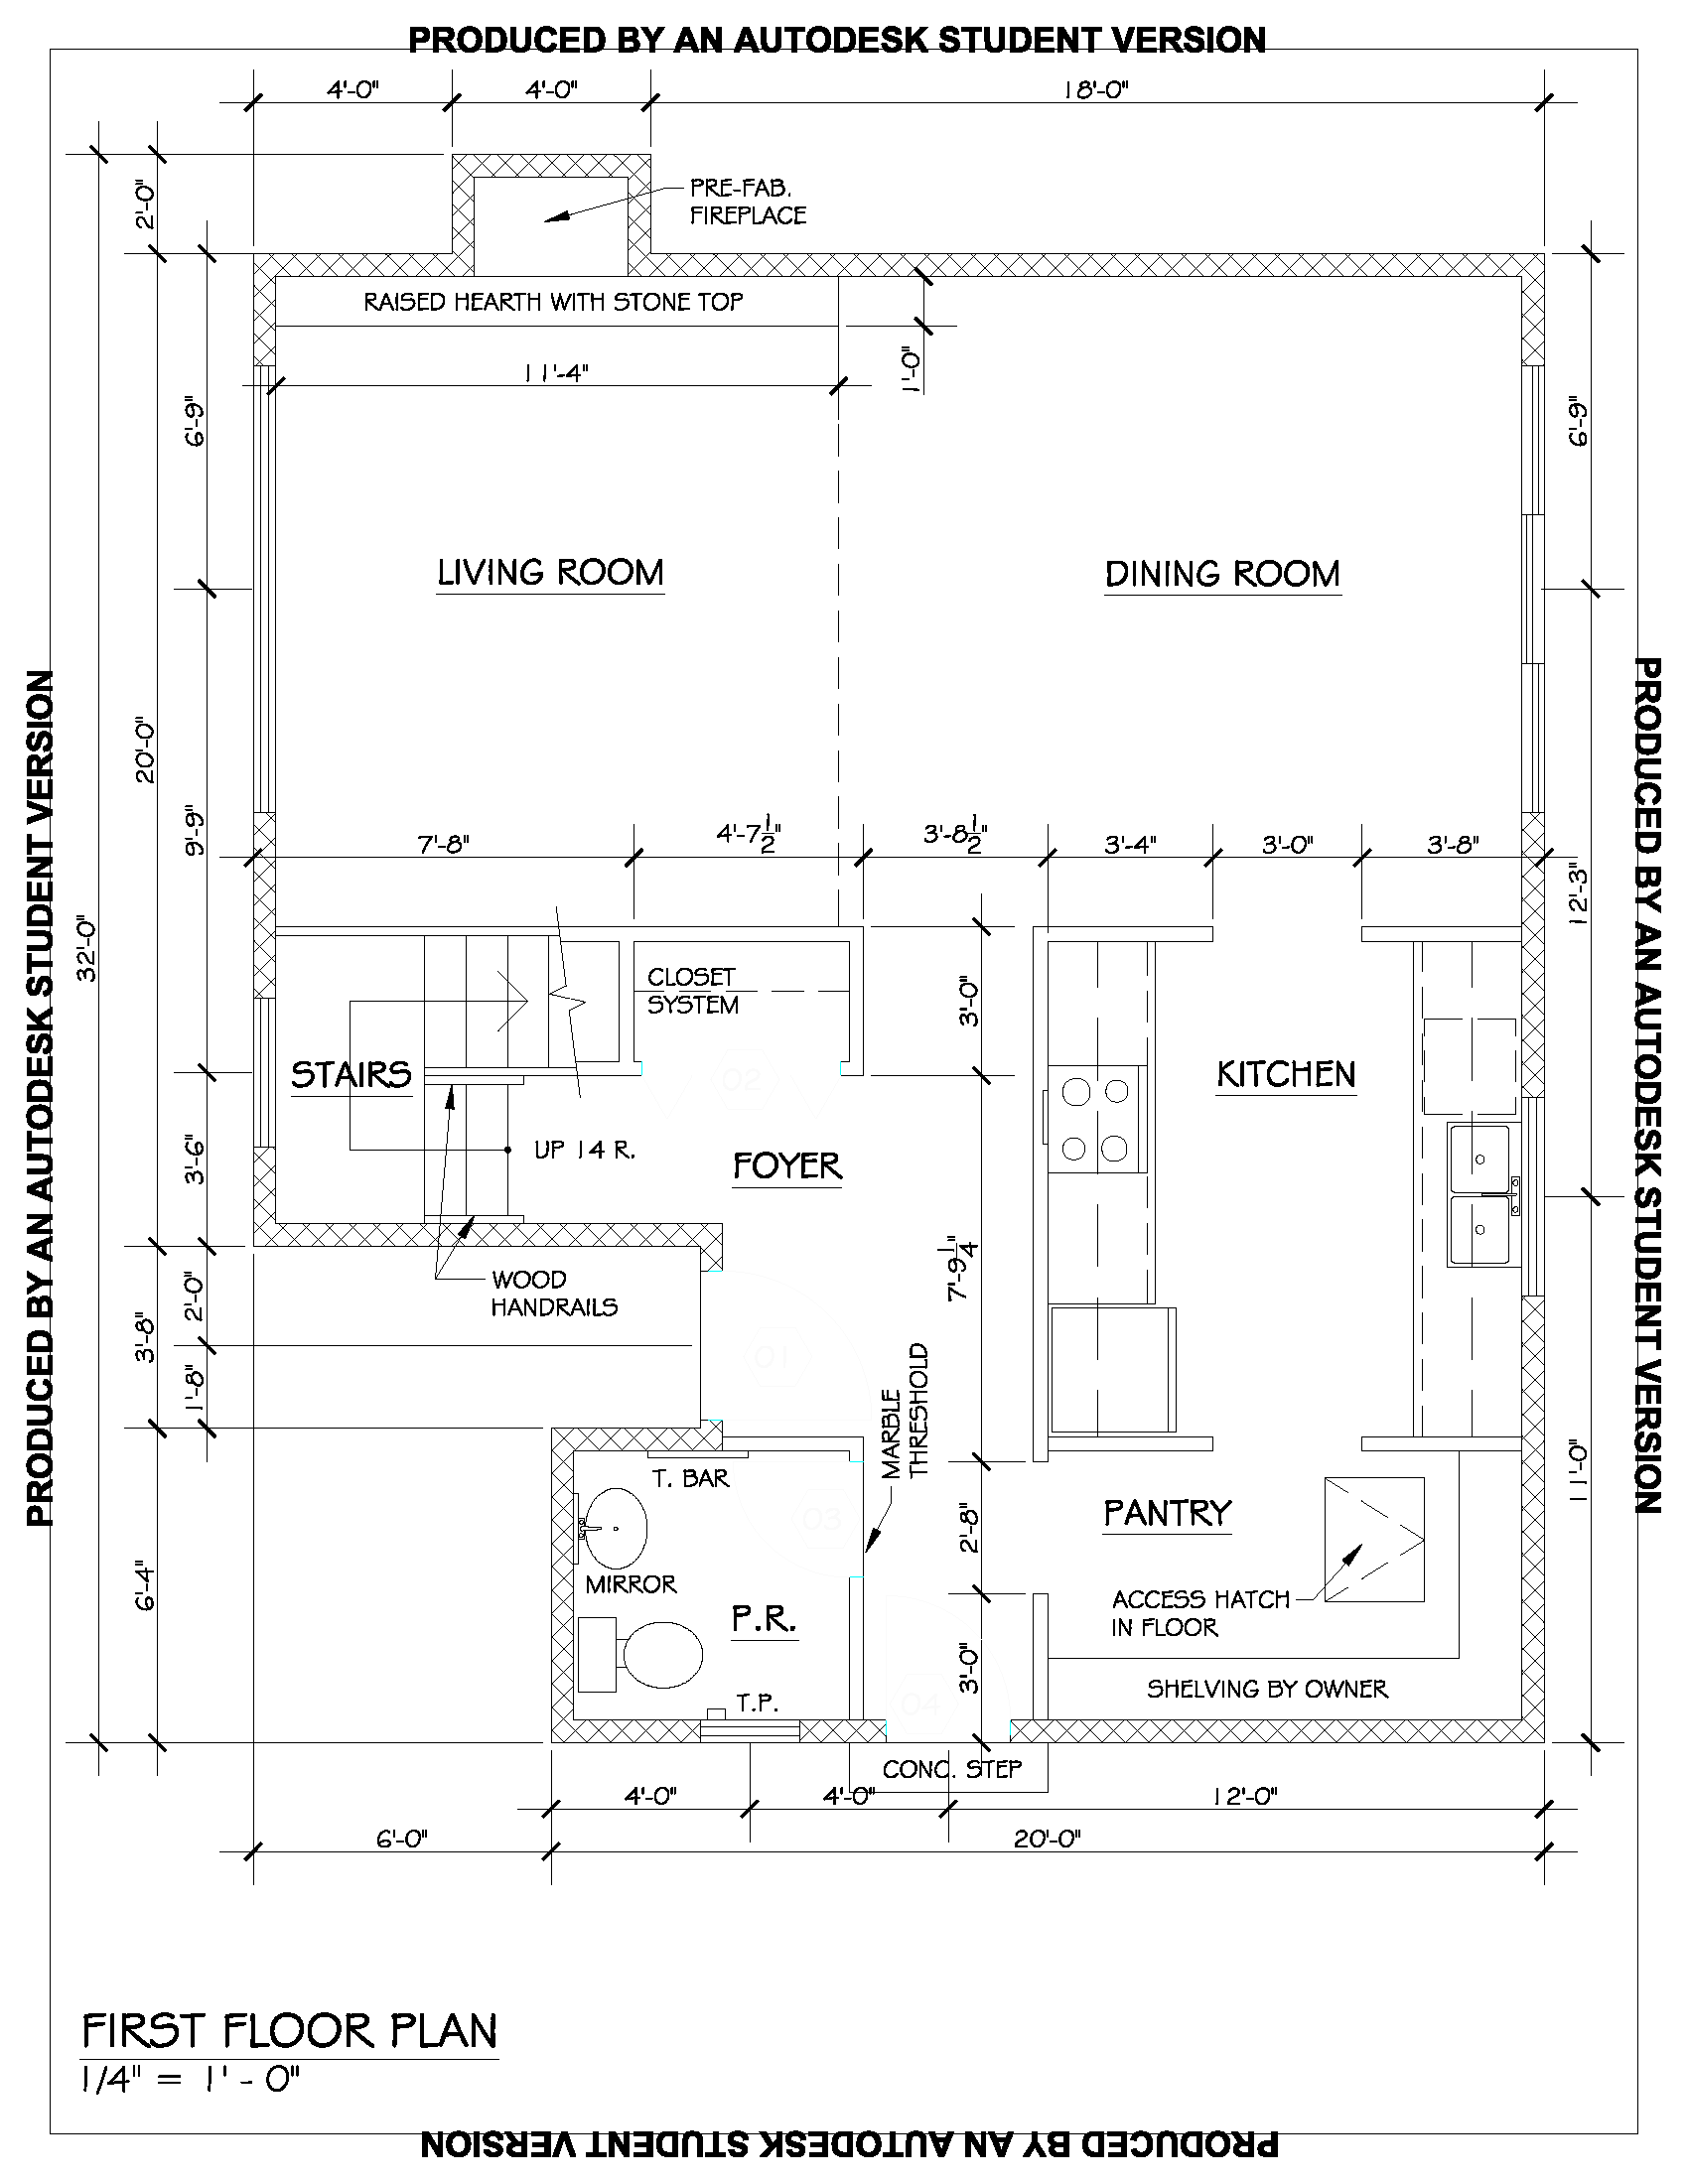 PRODUCED BY AN AUTODESK STUDENT VERSION
4'-0"
4'-0"
18'-0"
2'-0"
PRE-FAB.
FIREPLACE
RAISED HEARTH WITH STONE TOP
11'-4"
1'-0"
6'-9"
6'-9"
LIVING ROOM
DINING ROOM
PRODUCED BY AN AUTODESK STUDENT VERSION
PRODUCED BY AN AUTODESK STUDENT VERSION
20'-0"
9'-9"
7'-8"
4'-7 1/2"
3'-8 1/2"
3'-4"
3'-0"
3'-8"
12'-3"
32'-0"
CLOSET
SYSTEM
3'-0"
STAIRS
02
KITCHEN
UP 14 R.
FOYER
3'-6"
7'-9 1/4"
WOOD
HANDRAILS
2'-0"
3'-8"
1'-8"
01
MARBLE
THRESHOLD
11'-0"
T. BAR
03
PANTRY
2'-8"
MIRROR
6'-4"
P.R.
ACCESS HATCH
IN FLOOR
3'-0"
T.P.
04
SHELVING BY OWNER
CONC. STEP
4'-0"
4'-0"
12'-0"
6'-0"
20'-0"
FIRST FLOOR PLAN
1/4" = 1' - 0"
PRODUCED BY AN AUTODESK STUDENT VERSION